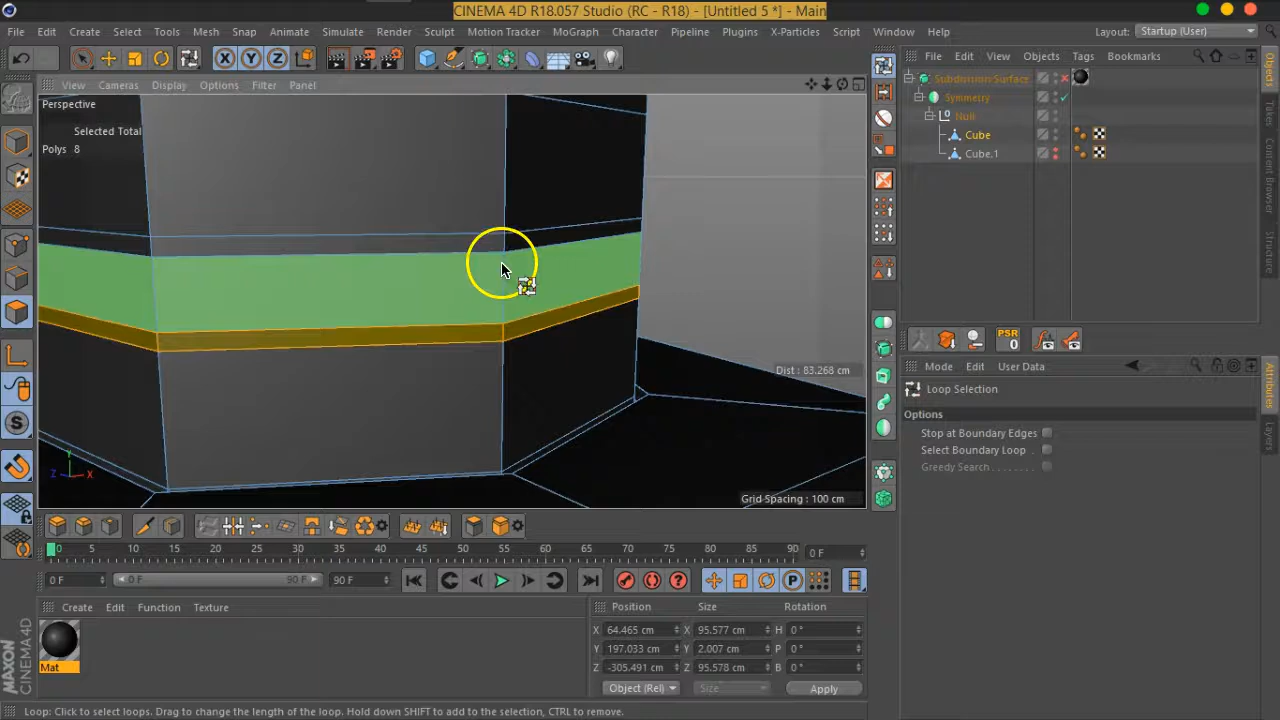 CINEMA 4D R18.057 Studio (RC - R18) - [Untitled 5 *] - Main
File Edit Create Select Tools Mesh Snap Animate Simulate Render Sculpt Motion Tracker MoGraph Character Pipeline Plugins X-Particles Script Window Help Layout: Startup (User)
X Y Z
View Cameras Display Options Filter Panel
File Edit View Objects Tags Bookmarks
Perspective
Selected Total
Polys 8
Subdivision Surface
Symmetry
Null
Cube
Cube.1
Objects
Takes
Content Browser
Structure
PSR
0
Mode Edit User Data
Attributes
Layers
Loop Selection
Options
Stop at Boundary Edges
Select Boundary Loop
Greedy Search
Dist : 83.268 cm
Y
Z X
Grid Spacing : 100 cm
0 5 10 15 20 25 30 35 40 45 50 55 60 65 70 75 80 85 90 0 F
0 F 0 F 90 F 90 F
Create Edit Function Texture
Mat
Position Size Rotation
X 64.465 cm X 95.577 cm H 0 °
Y 197.033 cm Y 2.007 cm P 0 °
Z -305.491 cm Z 95.578 cm B 0 °
Object (Rel) Size Apply
MAXON
CINEMA 4D
Loop: Click to select loops. Drag to change the length of the loop. Hold down SHIFT to add to the selection, CTRL to remove.